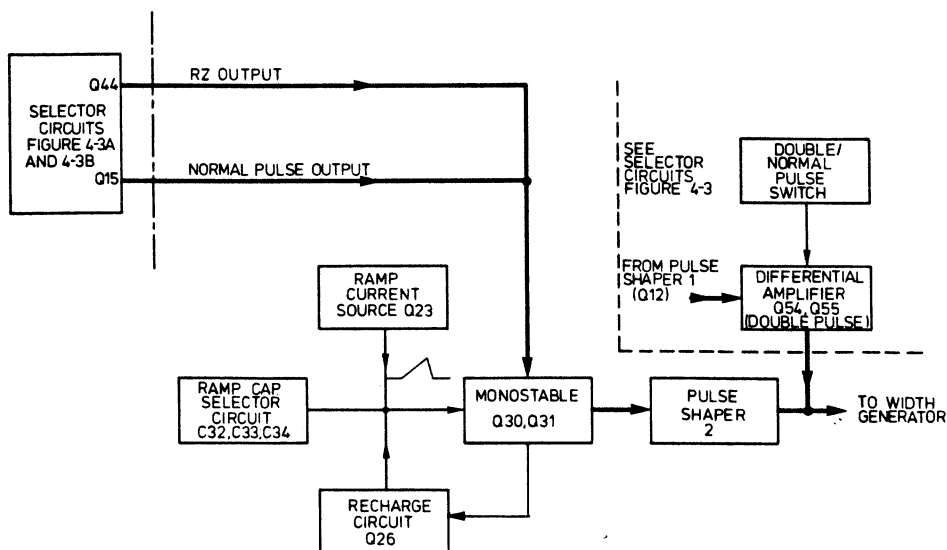 Q44
RZ OUTPUT
SELECTOR
CIRCUITS
FIGURE 4-3A
AND 4-3B
Q15
NORMAL PULSE OUTPUT
SEE
SELECTOR
CIRCUITS
FIGURE 4-3
DOUBLE/
NORMAL
PULSE
SWITCH
FROM PULSE
SHAPER 1
(Q12)
DIFFERENTIAL
AMPLIFIER
Q54,Q55
(DOUBLE PULSE)
RAMP
CURRENT
SOURCE Q23
RAMP CAP
SELECTOR
CIRCUIT
C32,C33,C34
MONOSTABLE
Q30,Q31
PULSE
SHAPER
2
TO WIDTH
GENERATOR
RECHARGE
CIRCUIT
Q26